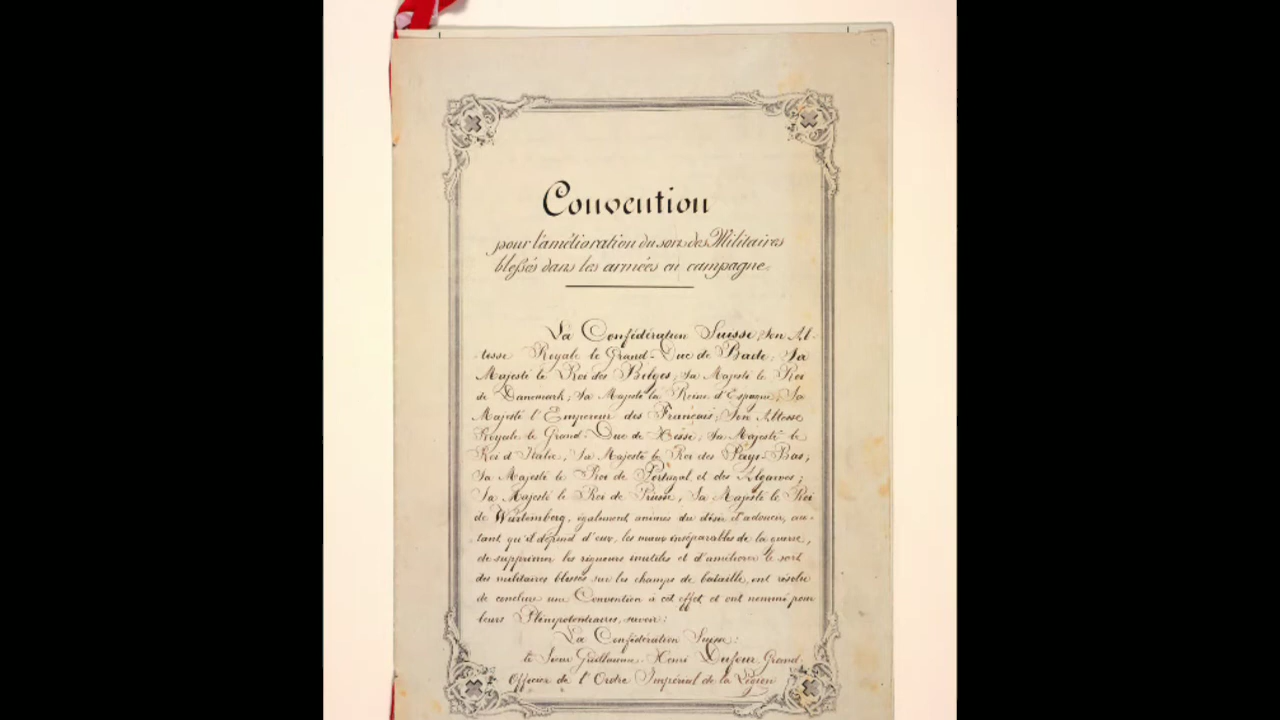 Convention
pour l'amélioration du sort des Militaires
blessés dans les armées en campagne.
La Confédération Suisse; Son Al-
tesse Royale le Grand-Duc de Bade; Sa
Majesté le Roi des Belges; Sa Majesté le Roi
de Danemark; Sa Majesté la Reine d'Espagne; Sa
Majesté l'Empereur des Français; Son Altesse
Royale le Grand-Duc de Hesse; Sa Majesté le
Roi d'Italie; Sa Majesté le Roi des Pays-Bas;
Sa Majesté le Roi de Portugal et des Algarves;
Sa Majesté le Roi de Prusse; Sa Majesté le Roi
de Würtemberg, également animés du désir d'adoucir, au-
tant qu'il dépend d'eux, les maux inséparables de la guerre,
de supprimer les rigueurs inutiles et d'améliorer le sort
des militaires blessés sur les champs de bataille, ont résolu
de conclure une Convention à cet effet et ont nommé pour
leurs Plénipotentiaires, savoir:
La Confédération Suisse:
le Sieur Guillaume-Henri Dufour, Grand
Officier de l'Ordre Impérial de la Légion